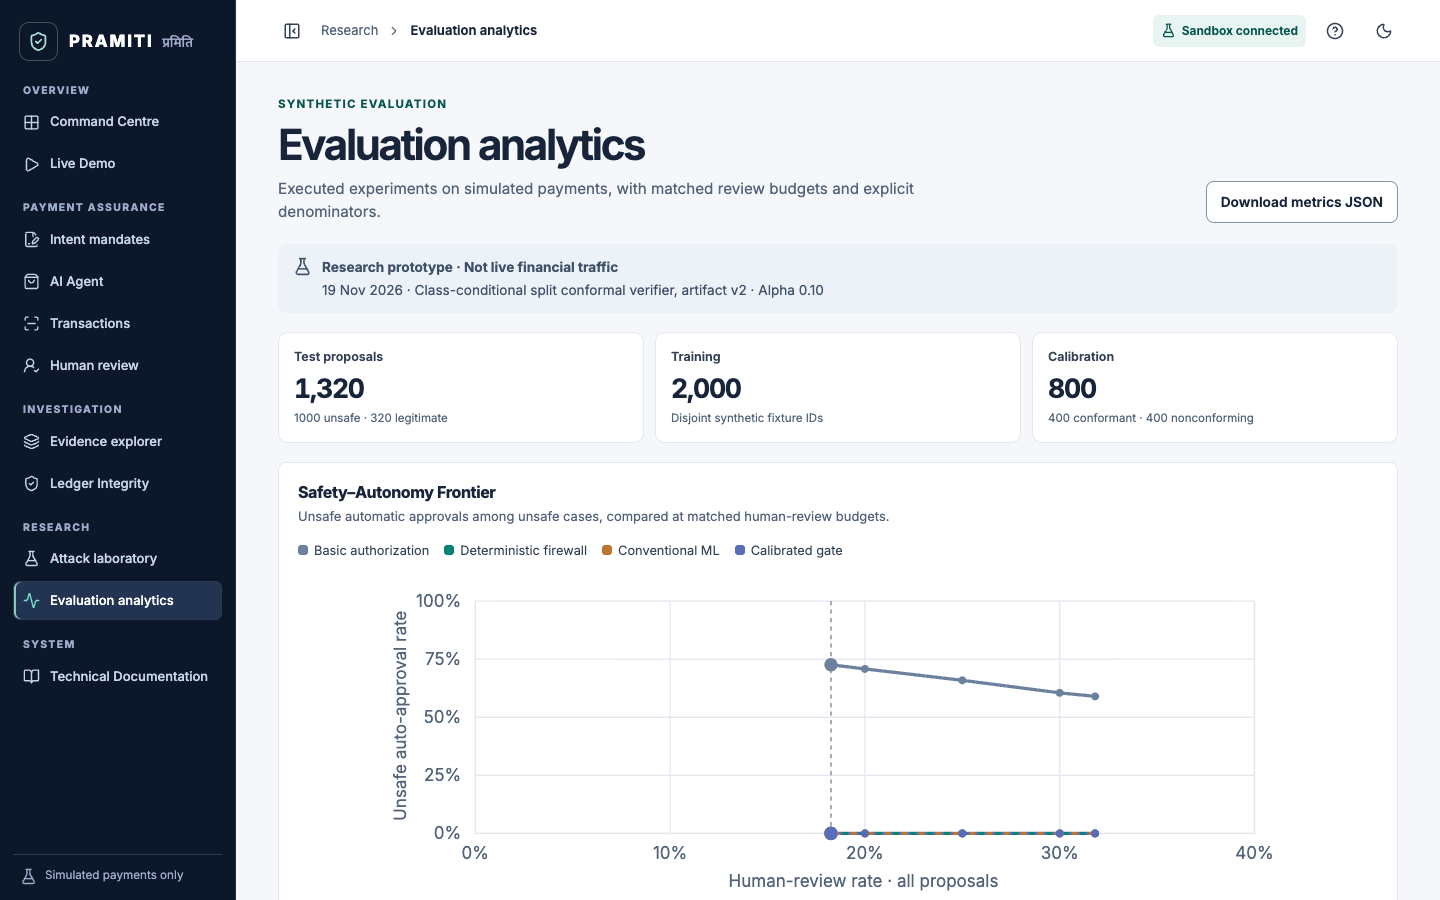 PRAMITI प्रमिति
OVERVIEW
Command Centre
Live Demo
PAYMENT ASSURANCE
Intent mandates
AI Agent
Transactions
Human review
INVESTIGATION
Evidence explorer
Ledger Integrity
RESEARCH
Attack laboratory
Evaluation analytics
SYSTEM
Technical Documentation
Simulated payments only
Research > Evaluation analytics
Sandbox connected
SYNTHETIC EVALUATION
Evaluation analytics
Executed experiments on simulated payments, with matched review budgets and explicit
denominators.
Download metrics JSON
Research prototype · Not live financial traffic
19 Nov 2026 · Class-conditional split conformal verifier, artifact v2 · Alpha 0.10
Test proposals
1,320
1000 unsafe · 320 legitimate
Training
2,000
Disjoint synthetic fixture IDs
Calibration
800
400 conformant · 400 nonconforming
Safety–Autonomy Frontier
Unsafe automatic approvals among unsafe cases, compared at matched human-review budgets.
Basic authorization Deterministic firewall Conventional ML Calibrated gate
Unsafe auto-approval rate
100%
75%
50%
25%
0%
0% 10% 20% 30% 40%
Human-review rate · all proposals